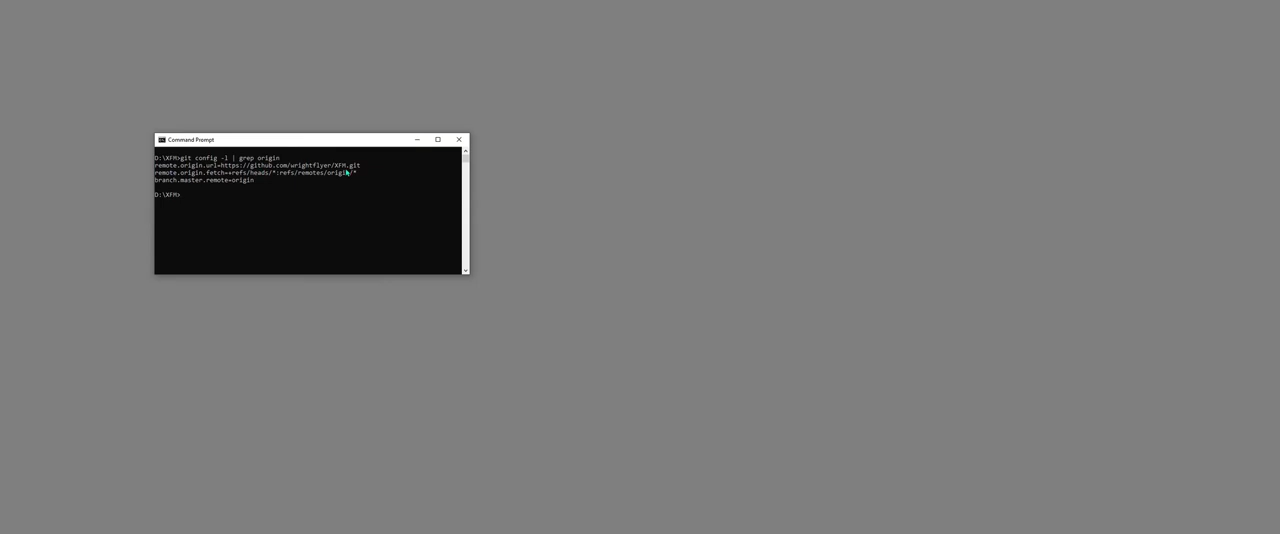 Command Prompt
D:\XFM>git config -l | grep origin
remote.origin.url=https://github.com/wrightflyer/XFM.git
remote.origin.fetch=+refs/heads/*:refs/remotes/origin/*
branch.master.remote=origin
D:\XFM>